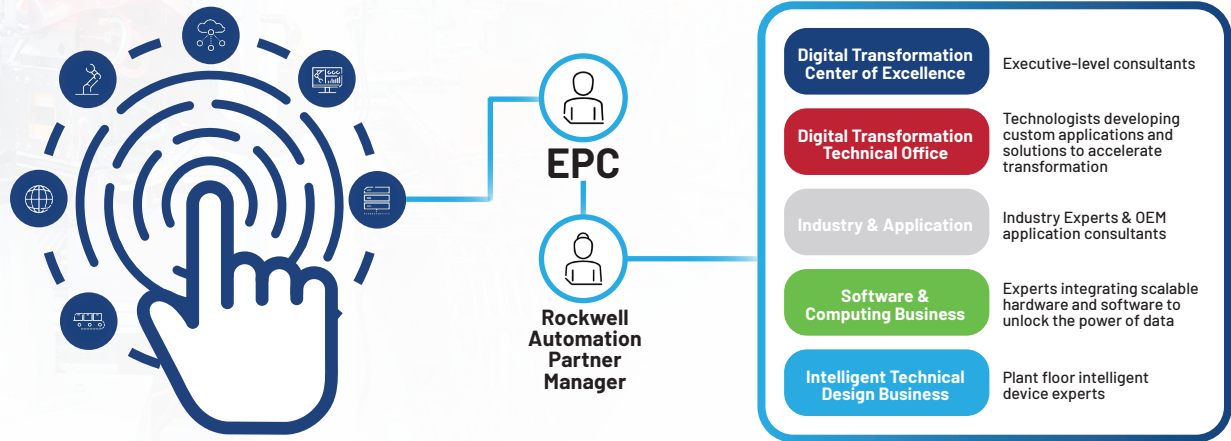 EPC
Rockwell
Automation
Partner
Manager
Digital Transformation
Center of Excellence
Executive-level consultants
Digital Transformation
Technical Office
Technologists developing
custom applications and
solutions to accelerate
transformation
Industry & Application
Industry Experts & OEM
application consultants
Software &
Computing Business
Experts integrating scalable
hardware and software to
unlock the power of data
Intelligent Technical
Design Business
Plant floor intelligent
device experts